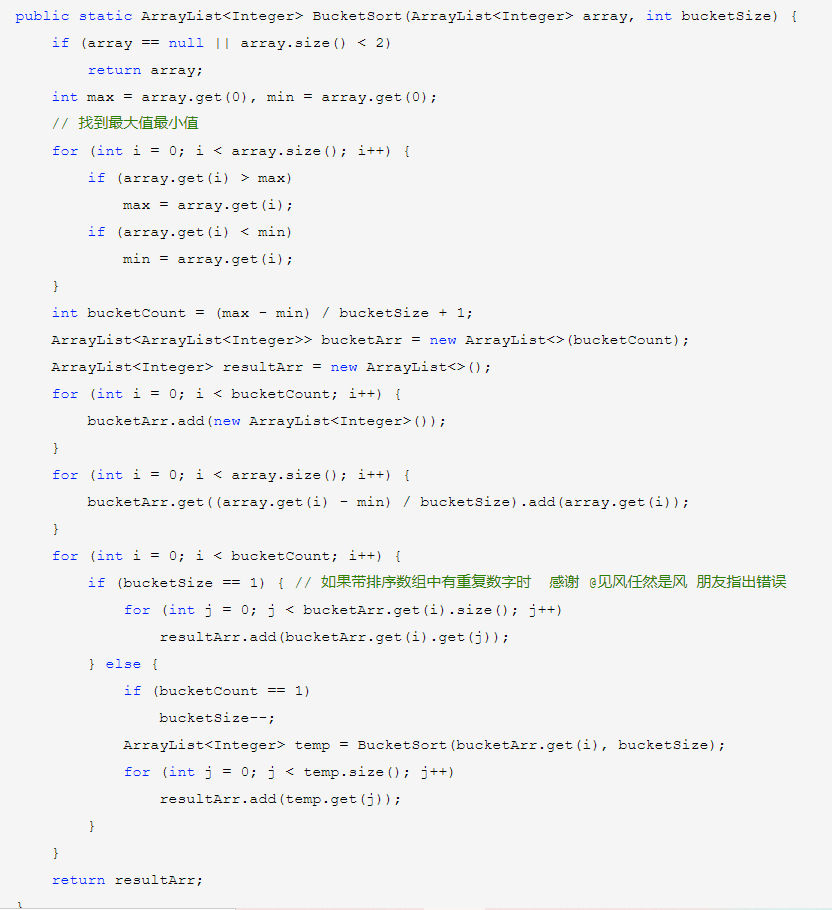 public static ArrayList<Integer> BucketSort(ArrayList<Integer> array, int bucketSize) {
    if (array == null || array.size() < 2)
        return array;
    int max = array.get(0), min = array.get(0);
    // 找到最大值最小值
    for (int i = 0; i < array.size(); i++) {
        if (array.get(i) > max)
            max = array.get(i);
        if (array.get(i) < min)
            min = array.get(i);
    }
    int bucketCount = (max - min) / bucketSize + 1;
    ArrayList<ArrayList<Integer>> bucketArr = new ArrayList<>(bucketCount);
    ArrayList<Integer> resultArr = new ArrayList<>();
    for (int i = 0; i < bucketCount; i++) {
        bucketArr.add(new ArrayList<Integer>());
    }
    for (int i = 0; i < array.size(); i++) {
        bucketArr.get((array.get(i) - min) / bucketSize).add(array.get(i));
    }
    for (int i = 0; i < bucketCount; i++) {
        if (bucketSize == 1) { // 如果带排序数组中有重复数字时  感谢 @见风任然是风 朋友指出错误
            for (int j = 0; j < bucketArr.get(i).size(); j++)
                resultArr.add(bucketArr.get(i).get(j));
        } else {
            if (bucketCount == 1)
                bucketSize--;
            ArrayList<Integer> temp = BucketSort(bucketArr.get(i), bucketSize);
            for (int j = 0; j < temp.size(); j++)
                resultArr.add(temp.get(j));
        }
    }
    return resultArr;
}